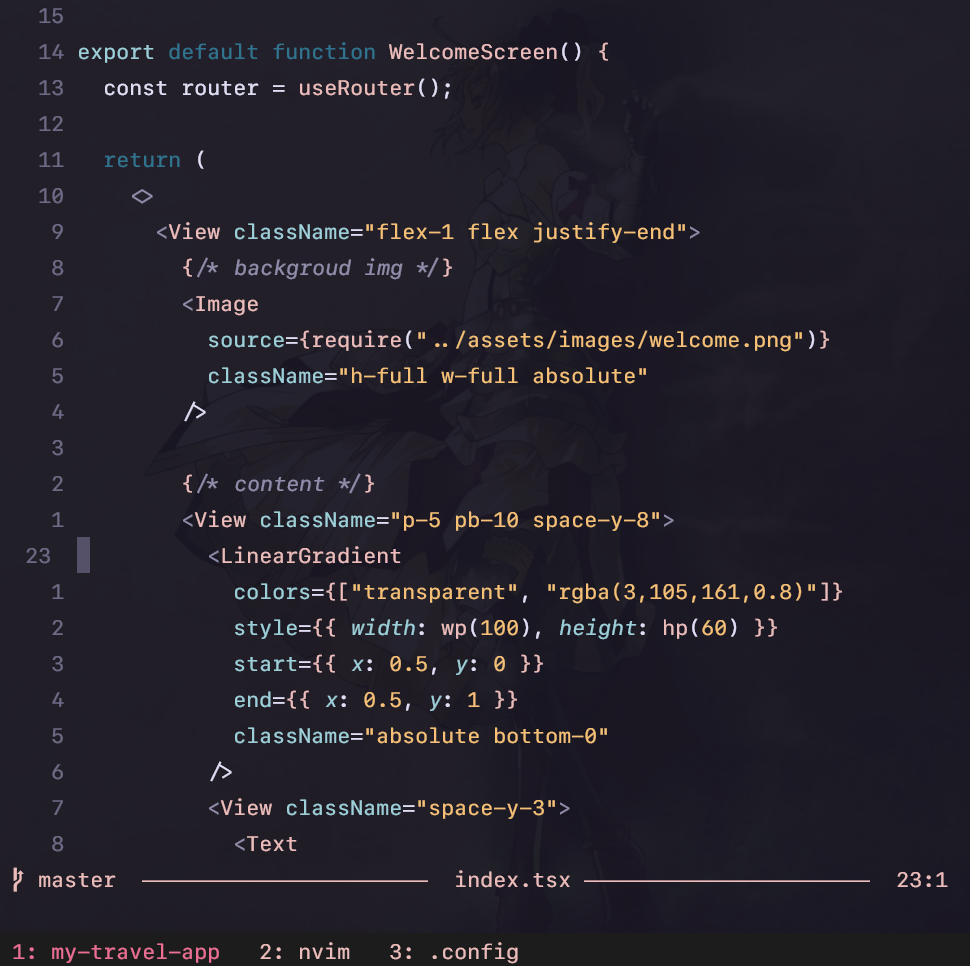 15
14 export default function WelcomeScreen() {
13 const router = useRouter();
12
11 return (
10 <>
9 <View className="flex-1 flex justify-end">
8 {/* backgroud img */}
7 <Image
6 source={require("../assets/images/welcome.png")}
5 className="h-full w-full absolute"
4 />
3
2 {/* content */}
1 <View className="p-5 pb-10 space-y-8">
23 <LinearGradient
1 colors={["transparent", "rgba(3,105,161,0.8)"]}
2 style={{ width: wp(100), height: hp(60) }}
3 start={{ x: 0.5, y: 0 }}
4 end={{ x: 0.5, y: 1 }}
5 className="absolute bottom-0"
6 />
7 <View className="space-y-3">
8 <Text
master index.tsx 23:1
1: my-travel-app 2: nvim 3: .config